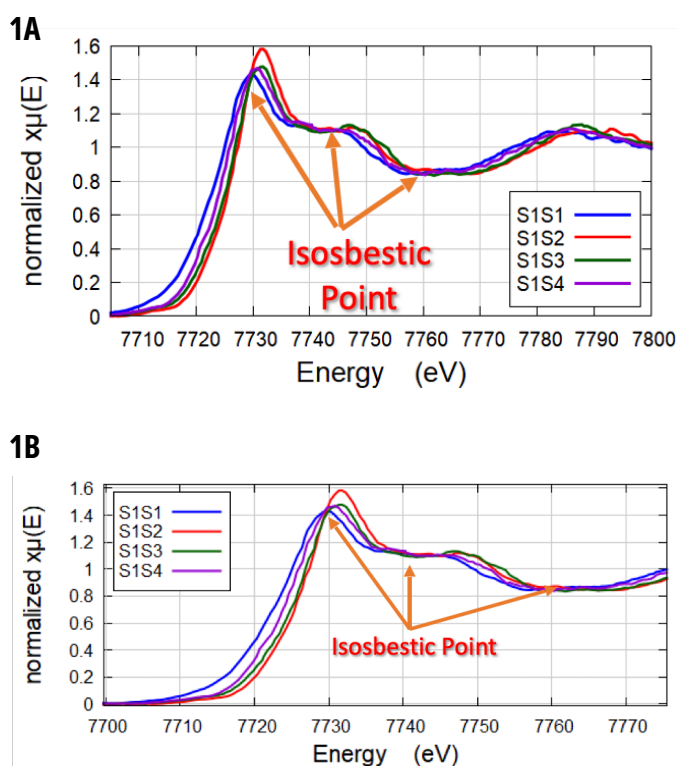 1A
normalized xμ(E)
1.6
1.4
1.2
1
0.8
0.6
0.4
0.2
0
Isosbestic
Point
S1S1
S1S2
S1S3
S1S4
7710 7720 7730 7740 7750 7760 7770 7780 7790 7800
Energy (eV)
1B
normalized xμ(E)
1.6
1.4
1.2
1
0.8
0.6
0.4
0.2
0
S1S1
S1S2
S1S3
S1S4
Isosbestic Point
7700 7710 7720 7730 7740 7750 7760 7770
Energy (eV)